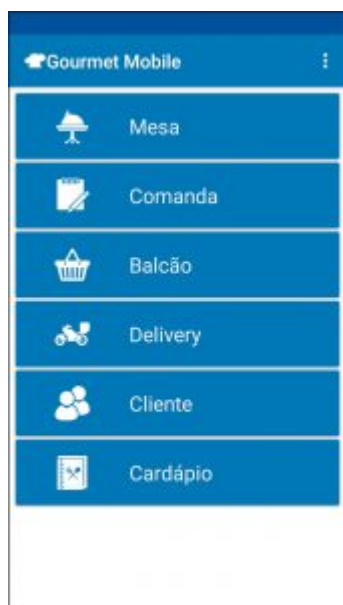 Gourmet Mobile
Mesa
Comanda
Balcão
Delivery
Cliente
Cardápio